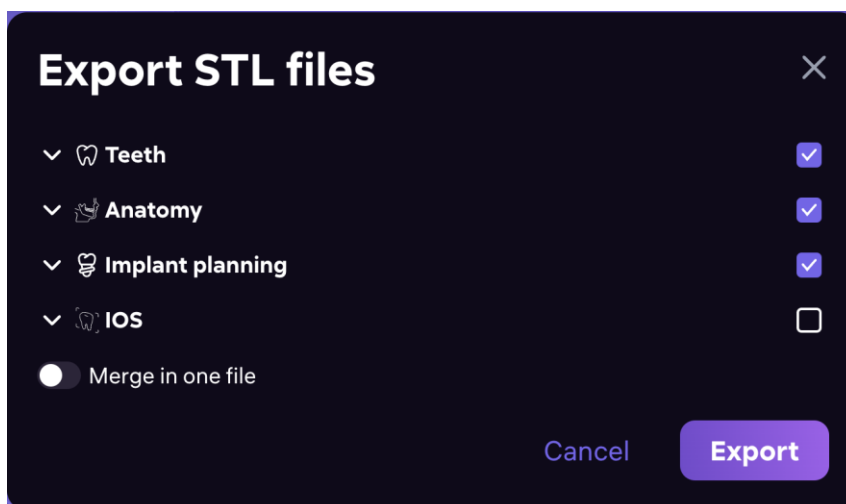 Export STL files
Teeth
Anatomy
Implant planning
IOS
Merge in one file
Cancel Export